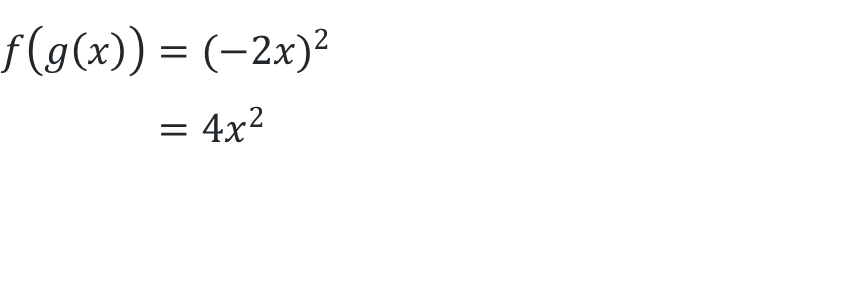 f(g(x)) = (−2x)²
= 4x²